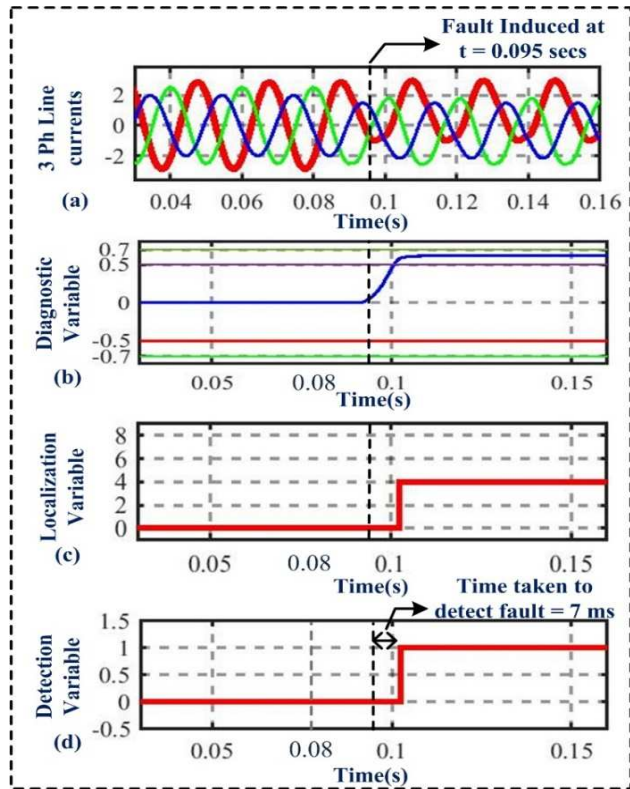 Fault Induced at
t = 0.095 secs
3 Ph Line
currents
2
0
-2
0.04 0.06 0.08 0.1 0.12 0.14 0.16
(a)
Time(s)
Diagnostic
Variable
0.7
0.5
0
-0.5
-0.7
0.05 0.08 0.1 0.15
(b)
Time(s)
Localization
Variable
8
6
4
2
0
0.05 0.08 0.1 0.15
(c)
Time(s)
Time taken to
detect fault = 7 ms
Detection
Variable
1.5
1
0.5
0
-0.5
0.05 0.08 0.1 0.15
(d)
Time(s)